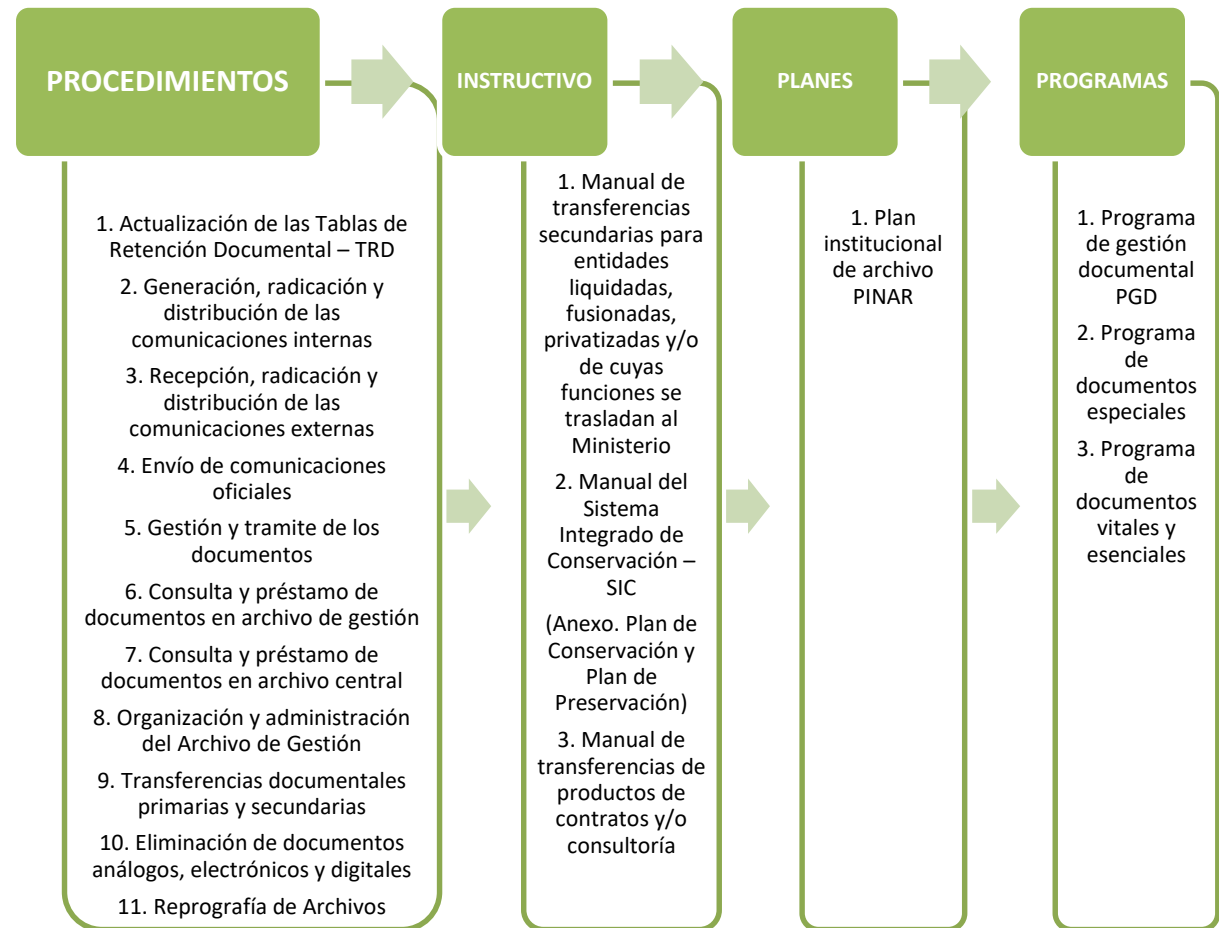 PROCEDIMIENTOS
1. Actualización de las Tablas de
Retención Documental – TRD
2. Generación, radicación y
distribución de las
comunicaciones internas
3. Recepción, radicación y
distribución de las
comunicaciones externas
4. Envío de comunicaciones
oficiales
5. Gestión y tramite de los
documentos
6. Consulta y préstamo de
documentos en archivo de gestión
7. Consulta y préstamo de
documentos en archivo central
8. Organización y administración
del Archivo de Gestión
9. Transferencias documentales
primarias y secundarias
10. Eliminación de documentos
análogos, electrónicos y digitales
11. Reprografía de Archivos
INSTRUCTIVO
1. Manual de
transferencias
secundarias para
entidades
liquidadas,
fusionadas,
privatizadas y/o
de cuyas
funciones se
trasladan al
Ministerio
2. Manual del
Sistema
Integrado de
Conservación –
SIC
(Anexo. Plan de
Conservación y
Plan de
Preservación)
3. Manual de
transferencias de
productos de
contratos y/o
consultoría
PLANES
1. Plan
institucional
de archivo
PINAR
PROGRAMAS
1. Programa
de gestión
documental
PGD
2. Programa
de
documentos
especiales
3. Programa
de
documentos
vitales y
esenciales